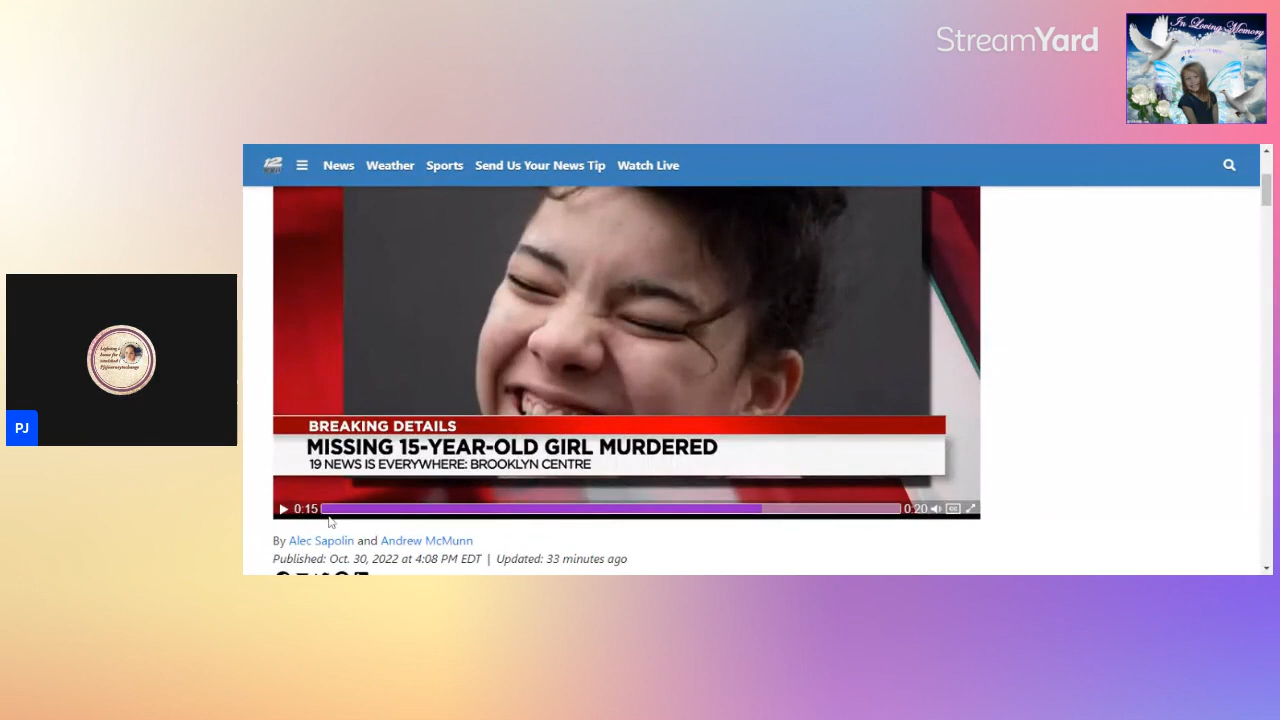 StreamYard
In Loving Memory
12
News Weather Sports Send Us Your News Tip Watch Live
BREAKING DETAILS
MISSING 15-YEAR-OLD GIRL MURDERED
19 NEWS IS EVERYWHERE: BROOKLYN CENTRE
0:15 0:20 CC
By Alec Sapolin and Andrew McMunn
Published: Oct. 30, 2022 at 4:08 PM EDT | Updated: 33 minutes ago
PJ